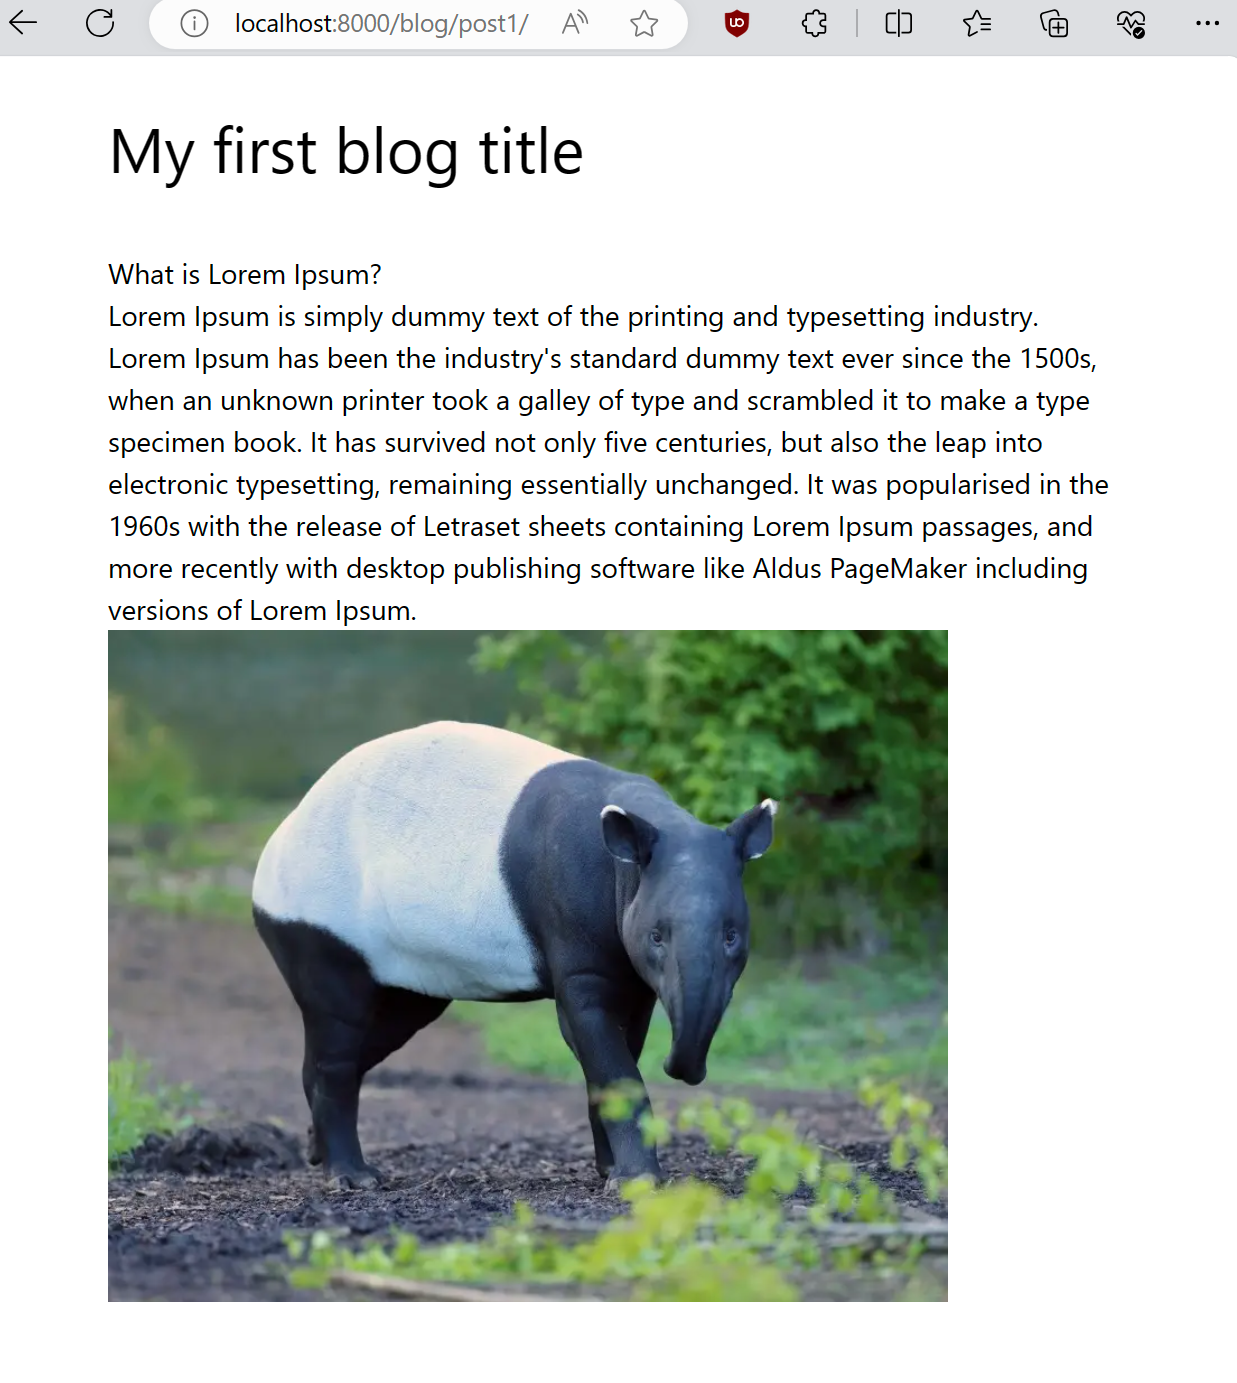 localhost:8000/blog/post1/
My first blog title
What is Lorem Ipsum?
Lorem Ipsum is simply dummy text of the printing and typesetting industry.
Lorem Ipsum has been the industry's standard dummy text ever since the 1500s,
when an unknown printer took a galley of type and scrambled it to make a type
specimen book. It has survived not only five centuries, but also the leap into
electronic typesetting, remaining essentially unchanged. It was popularised in the
1960s with the release of Letraset sheets containing Lorem Ipsum passages, and
more recently with desktop publishing software like Aldus PageMaker including
versions of Lorem Ipsum.